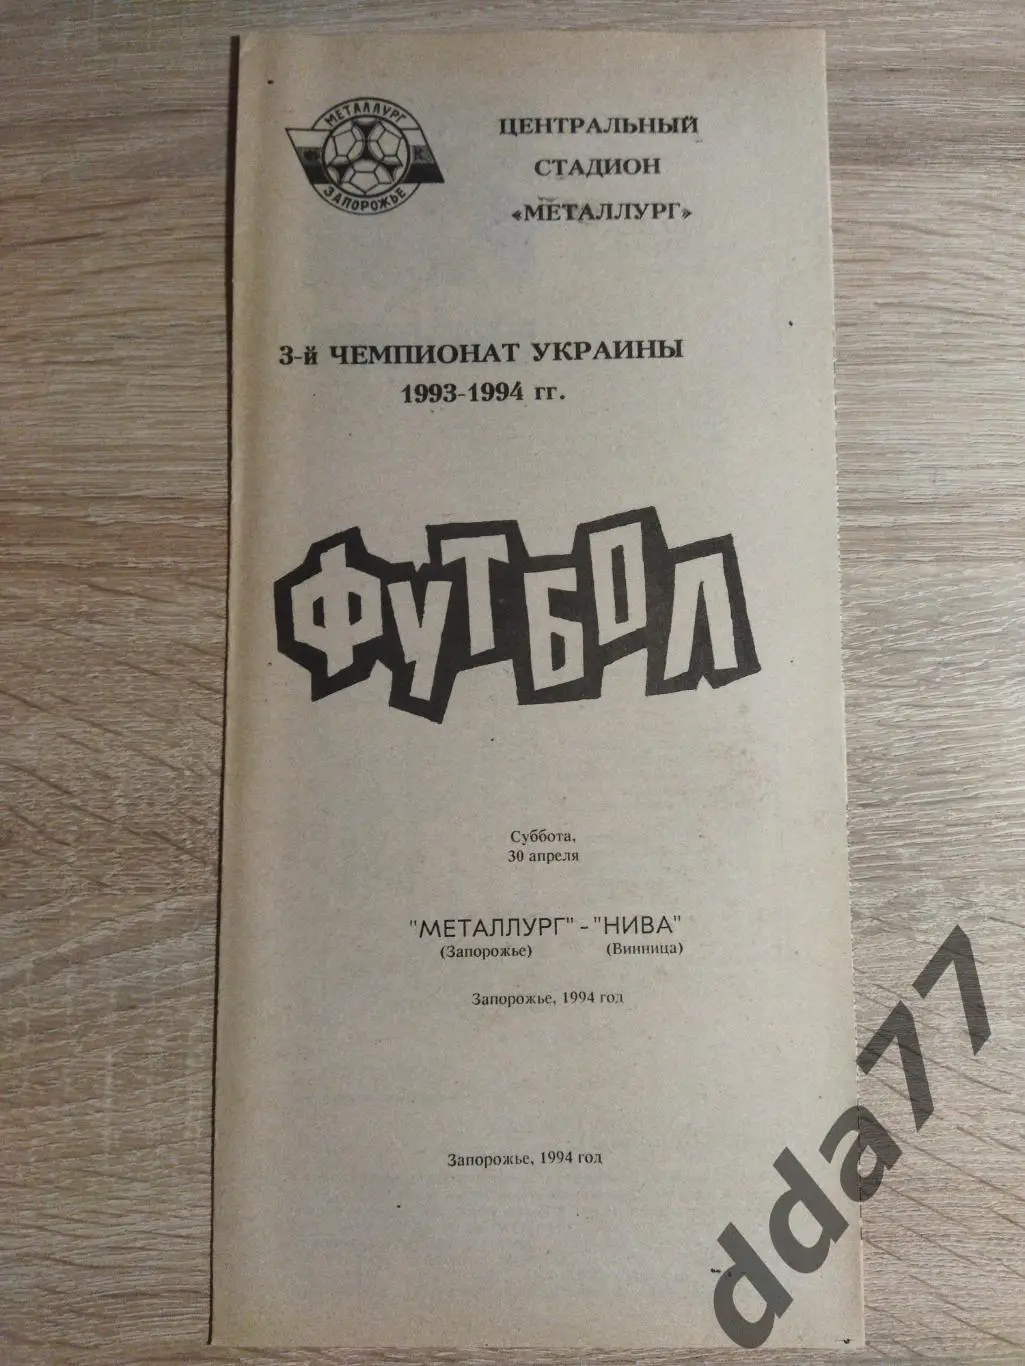 МЕТАЛЛУРГ
Ф К
ЗАПОРОЖЬЕ
ЦЕНТРАЛЬНЫЙ
СТАДИОН
«МЕТАЛЛУРГ»
3-й ЧЕМПИОНАТ УКРАИНЫ
1993-1994 гг.
ФУТБОЛ
Суббота,
30 апреля
"МЕТАЛЛУРГ" - "НИВА"
(Запорожье) (Винница)
Запорожье, 1994 год
Запорожье, 1994 год
dda77